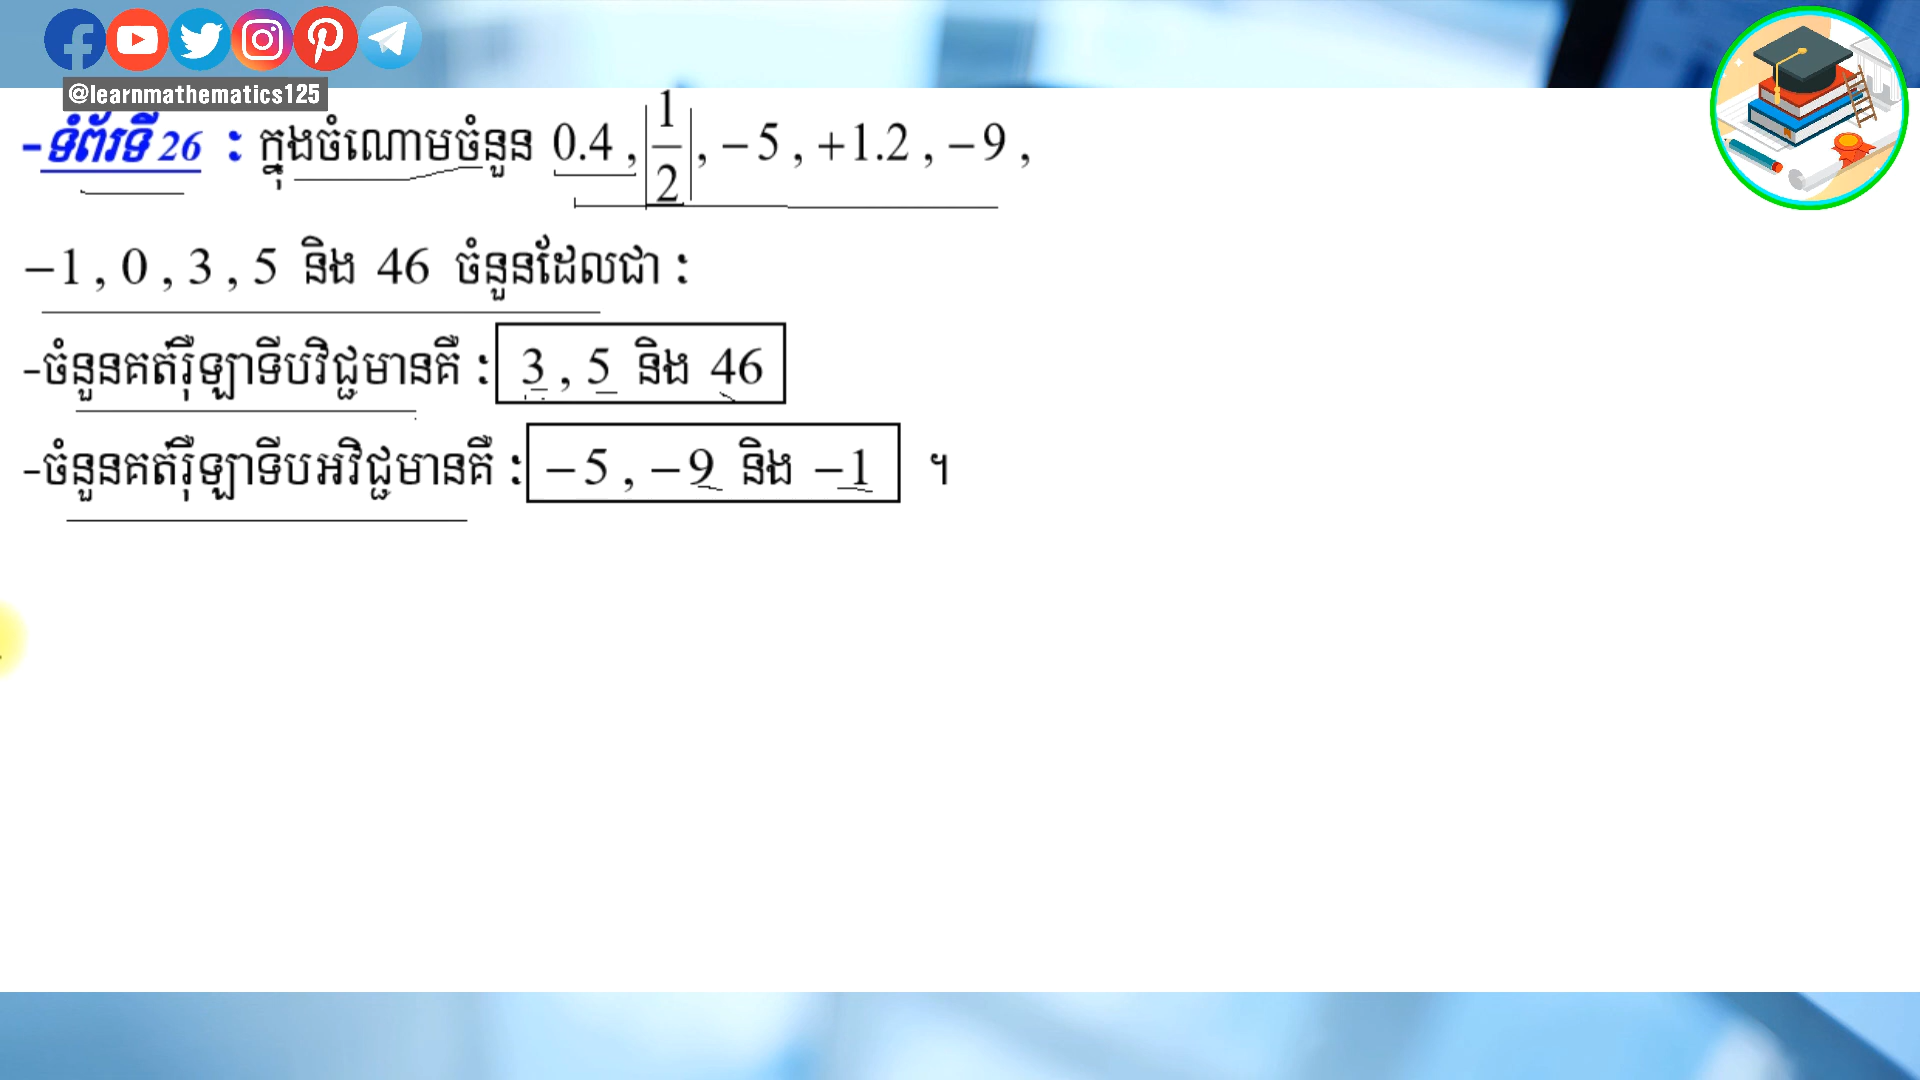 @learnmathematics125
-ទំព័រទី 26 ៈ ក្នុងចំណោមចំនួន 0.4 , |1/2| , −5 , +1.2 , −9 ,
−1 , 0 , 3 , 5 និង 46 ចំនួនដែលជា ៈ
-ចំនួនគត់រ៉ឺឡាទីបវិជ្ជមានគឺ ៈ 3 , 5 និង 46
-ចំនួនគត់រ៉ឺឡាទីបអវិជ្ជមានគឺ ៈ −5 , −9 និង −1 ។